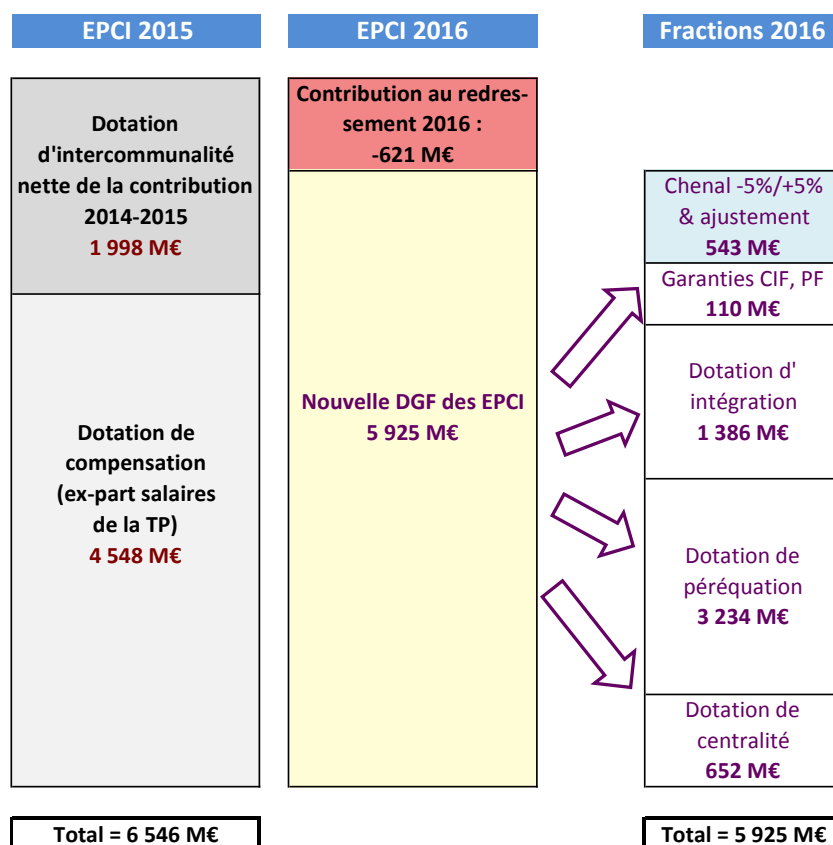 EPCI 2015
EPCI 2016
Fractions 2016
Dotation
d'intercommunalité
nette de la contribution
2014-2015
1 998 M€
Dotation de
compensation
(ex-part salaires
de la TP)
4 548 M€
Total = 6 546 M€
Contribution au redres-
sement 2016 :
-621 M€
Nouvelle DGF des EPCI
5 925 M€
Chenal -5%/+5%
& ajustement
543 M€
Garanties CIF, PF
110 M€
Dotation d'
intégration
1 386 M€
Dotation de
péréquation
3 234 M€
Dotation de
centralité
652 M€
Total = 5 925 M€